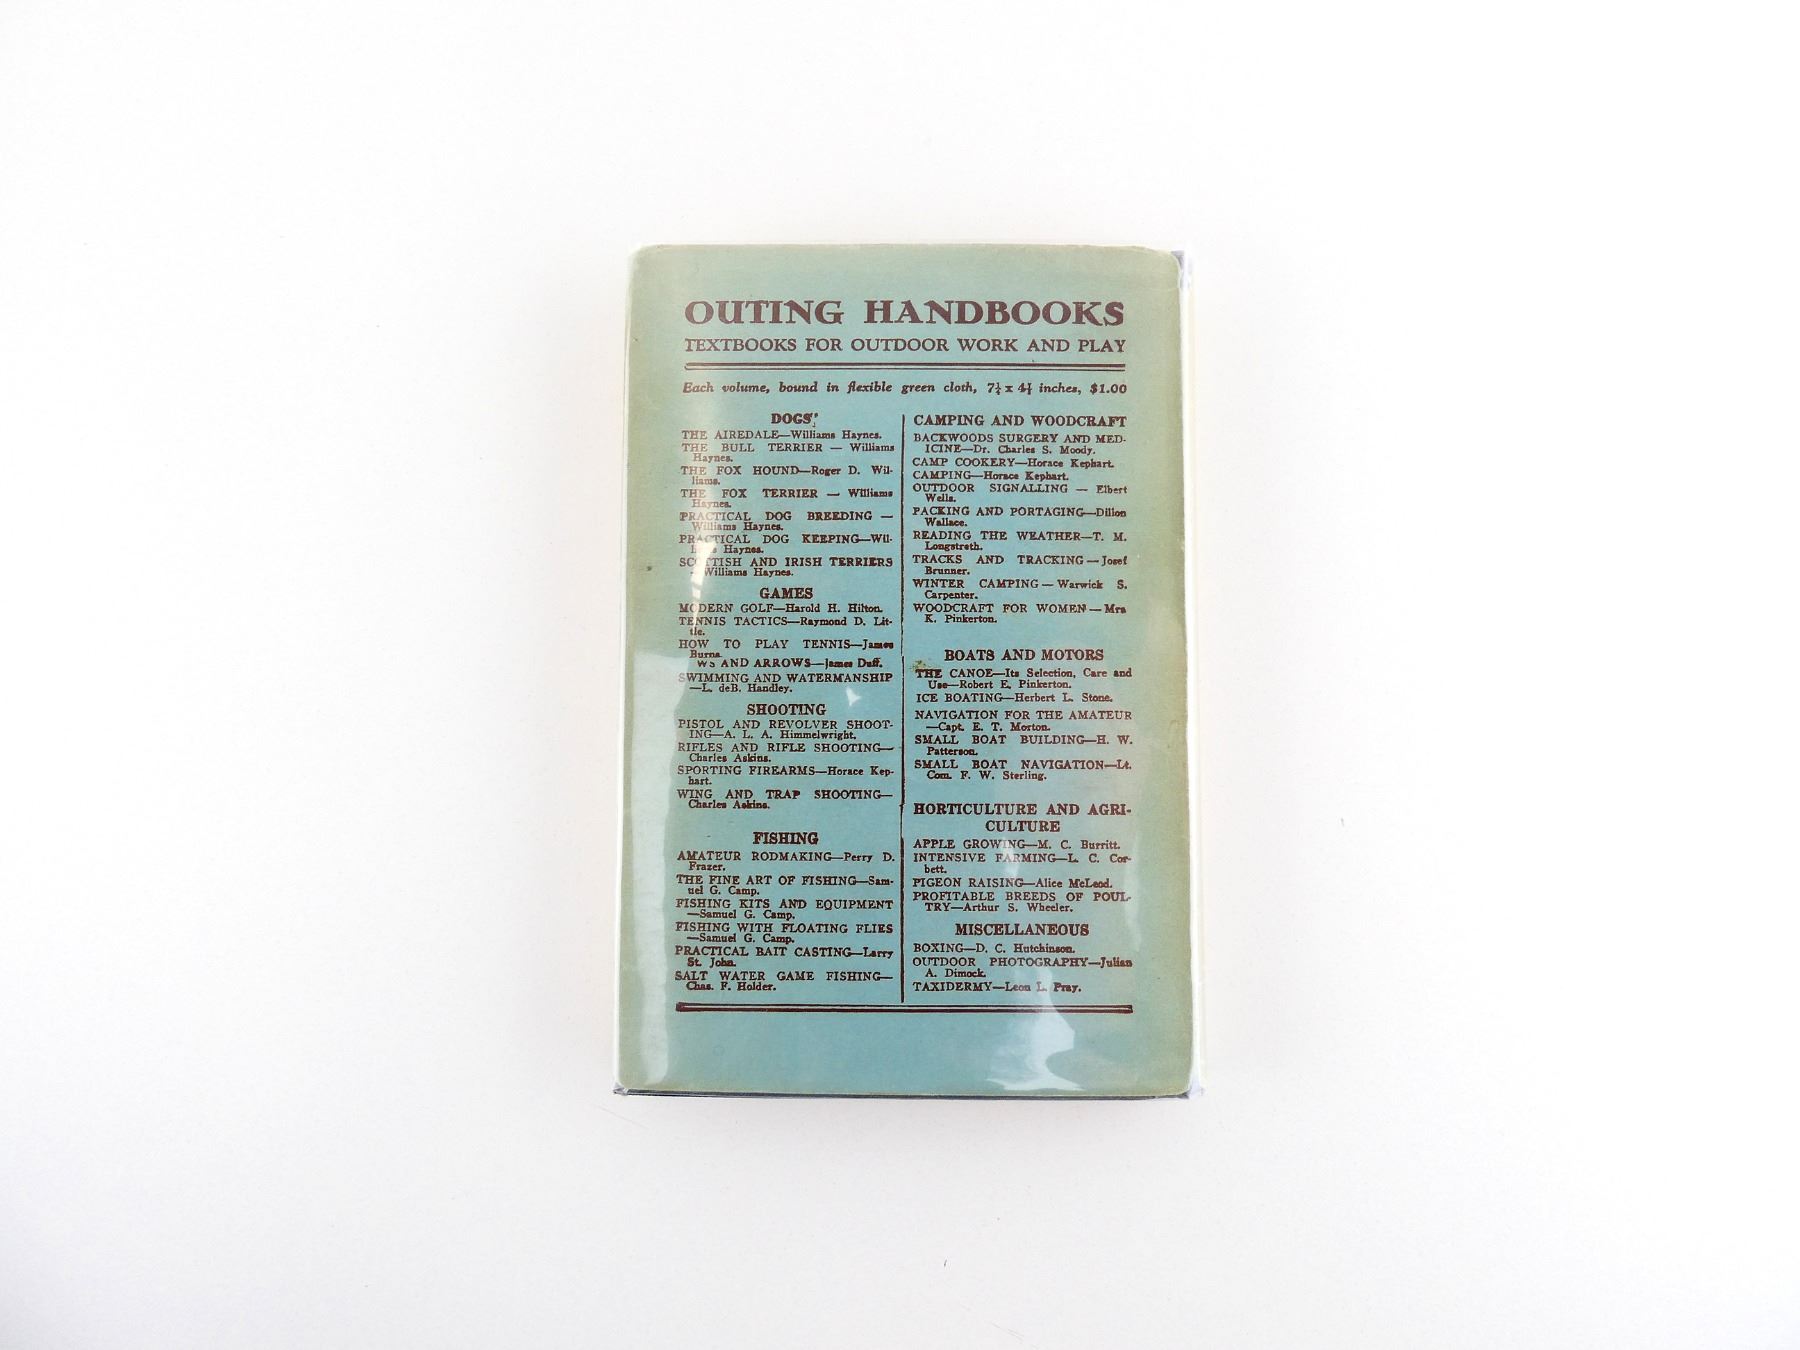 OUTING HANDBOOKS
TEXTBOOKS FOR OUTDOOR WORK AND PLAY
Each volume, bound in flexible green cloth, 7¼ x 4¼ inches, $1.00
DOGS
THE AIREDALE—Williams Haynes.
THE BULL TERRIER — Williams
Haynes.
THE FOX HOUND—Roger D. Wil-
liams.
THE FOX TERRIER — Williams
Haynes.
PRACTICAL DOG BREEDING —
Williams Haynes.
PRACTICAL DOG KEEPING—Wil-
liams Haynes.
SCOTTISH AND IRISH TERRIERS
—Williams Haynes.
GAMES
MODERN GOLF—Harold H. Hilton.
TENNIS TACTICS—Raymond D. Lit-
tle.
HOW TO PLAY TENNIS—James
Burns.
WS AND ARROWS—James Duff.
SWIMMING AND WATERMANSHIP
—L. deB. Handley.
SHOOTING
PISTOL AND REVOLVER SHOOT-
ING—A. L. A. Himmelwright.
RIFLES AND RIFLE SHOOTING—
Charles Askins.
SPORTING FIREARMS—Horace Kep-
hart.
WING AND TRAP SHOOTING—
Charles Askins.
FISHING
AMATEUR RODMAKING—Perry D.
Frazer.
THE FINE ART OF FISHING—Sam-
uel G. Camp.
FISHING KITS AND EQUIPMENT
—Samuel G. Camp.
FISHING WITH FLOATING FLIES
—Samuel G. Camp.
PRACTICAL BAIT CASTING—Larry
St. John.
SALT WATER GAME FISHING—
Chas. F. Holder.
CAMPING AND WOODCRAFT
BACKWOODS SURGERY AND MED-
ICINE—Dr. Charles S. Moody.
CAMP COOKERY—Horace Kephart.
CAMPING—Horace Kephart.
OUTDOOR SIGNALLING — Elbert
Wells.
PACKING AND PORTAGING—Dillon
Wallace.
READING THE WEATHER—T. M.
Longstreth.
TRACKS AND TRACKING—Josef
Brunner.
WINTER CAMPING—Warwick S.
Carpenter.
WOODCRAFT FOR WOMEN—Mrs
K. Pinkerton.
BOATS AND MOTORS
THE CANOE—Its Selection, Care and
Use—Robert E. Pinkerton.
ICE BOATING—Herbert L. Stone.
NAVIGATION FOR THE AMATEUR
—Capt. E. T. Morton.
SMALL BOAT BUILDING—H. W.
Patterson.
SMALL BOAT NAVIGATION—Lt.
Com. F. W. Sterling.
HORTICULTURE AND AGRI-
CULTURE
APPLE GROWING—M. C. Burritt.
INTENSIVE FARMING—L. C. Cor-
bett.
PIGEON RAISING—Alice McLeod.
PROFITABLE BREEDS OF POUL-
TRY—Arthur S. Wheeler.
MISCELLANEOUS
BOXING—D. C. Hutchinson.
OUTDOOR PHOTOGRAPHY—Julian
A. Dimock.
TAXIDERMY—Leon L. Pray.